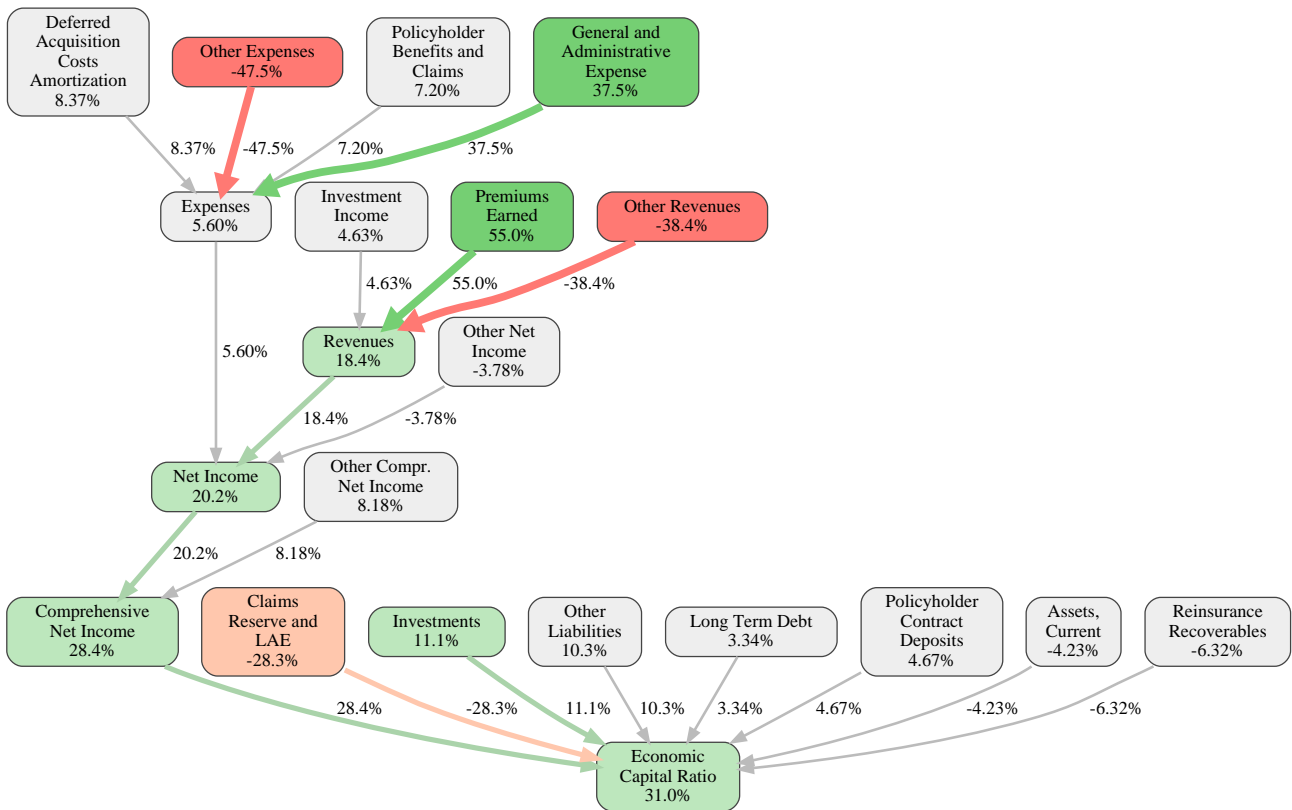 Deferred
Acquisition
Costs
Amortization
8.37%
Other Expenses
-47.5%
Policyholder
Benefits and
Claims
7.20%
General and
Administrative
Expense
37.5%
8.37%
-47.5%
7.20%
37.5%
Expenses
5.60%
Investment
Income
4.63%
Premiums
Earned
55.0%
Other Revenues
-38.4%
4.63%
55.0%
-38.4%
5.60%
Revenues
18.4%
Other Net
Income
-3.78%
18.4%
-3.78%
Net Income
20.2%
Other Compr.
Net Income
8.18%
20.2%
8.18%
Comprehensive
Net Income
28.4%
Claims
Reserve and
LAE
-28.3%
Investments
11.1%
Other
Liabilities
10.3%
Long Term Debt
3.34%
Policyholder
Contract
Deposits
4.67%
Assets,
Current
-4.23%
Reinsurance
Recoverables
-6.32%
28.4%
-28.3%
11.1%
10.3%
3.34%
4.67%
-4.23%
-6.32%
Economic
Capital Ratio
31.0%